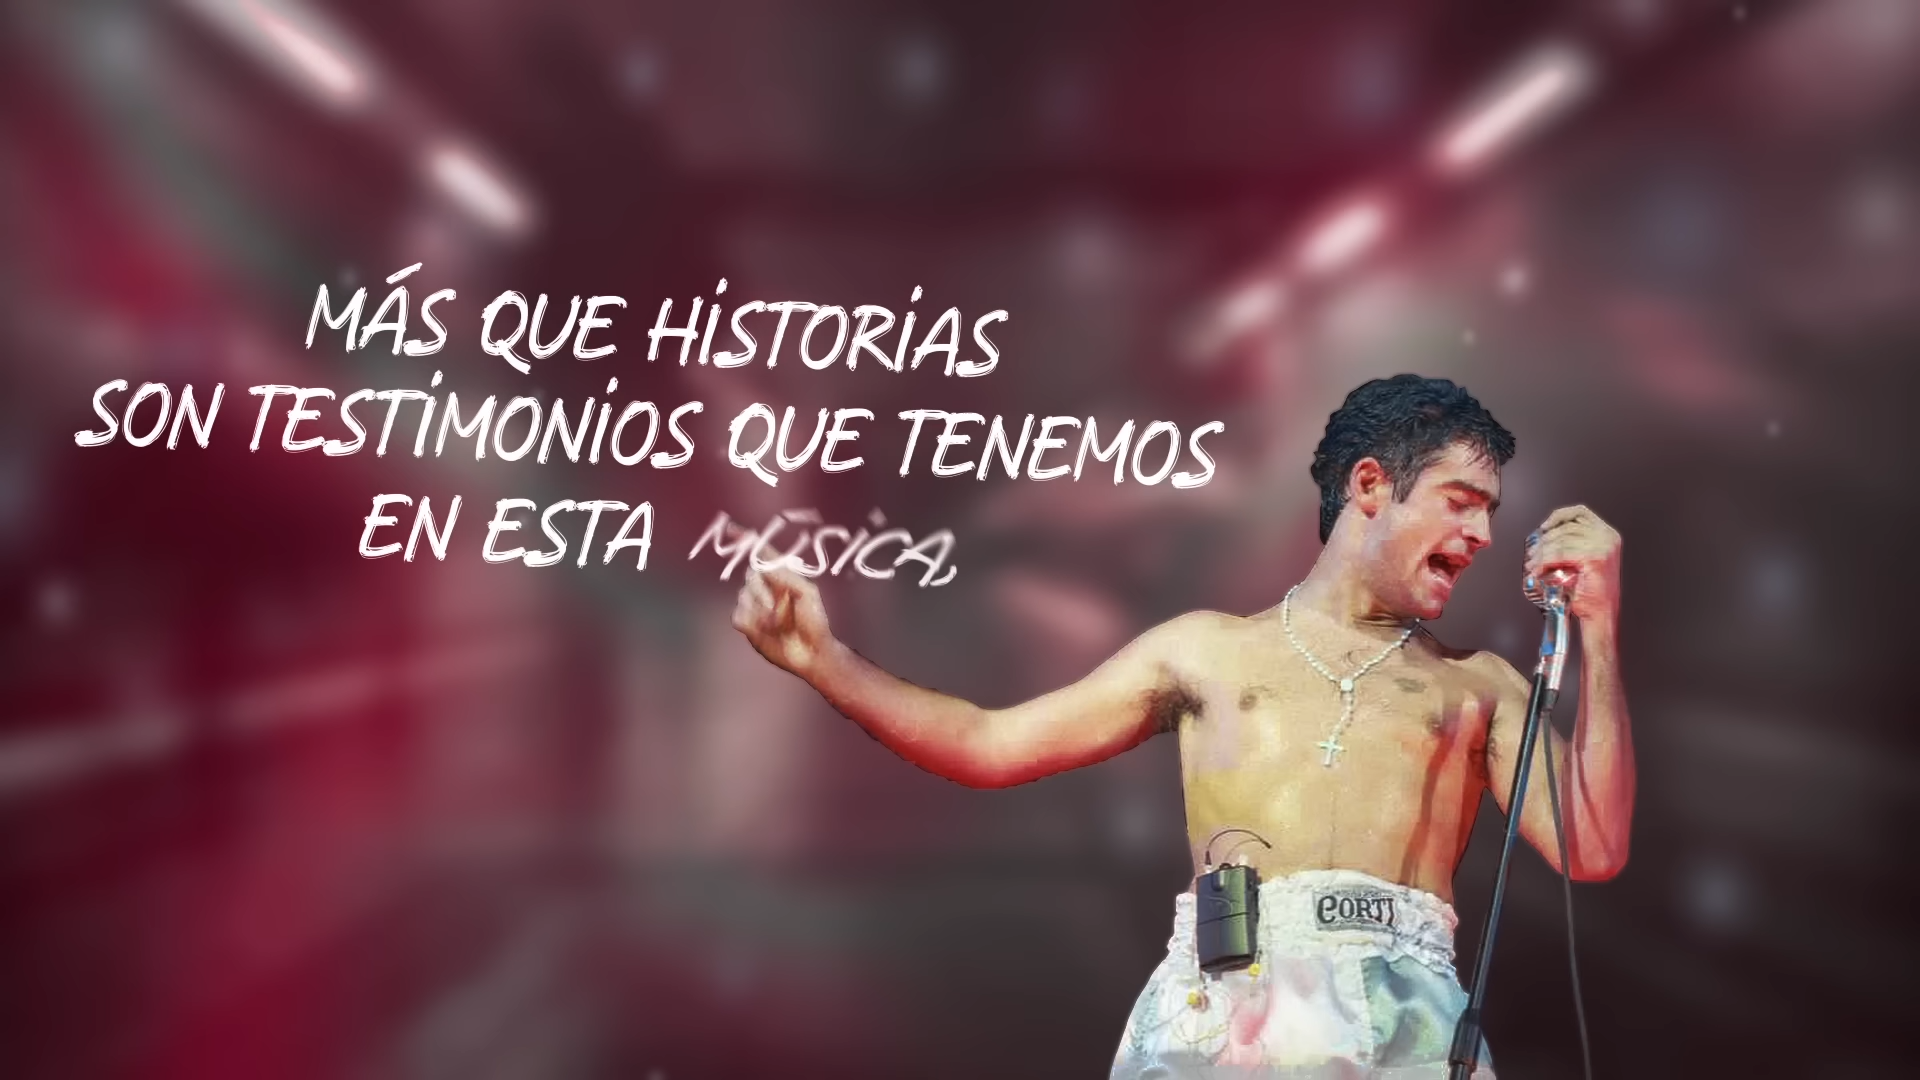 MÁS QUE HISTORIAS
SON TESTIMONIOS QUE TENEMOS
EN ESTA MÚSICA,
CORTI